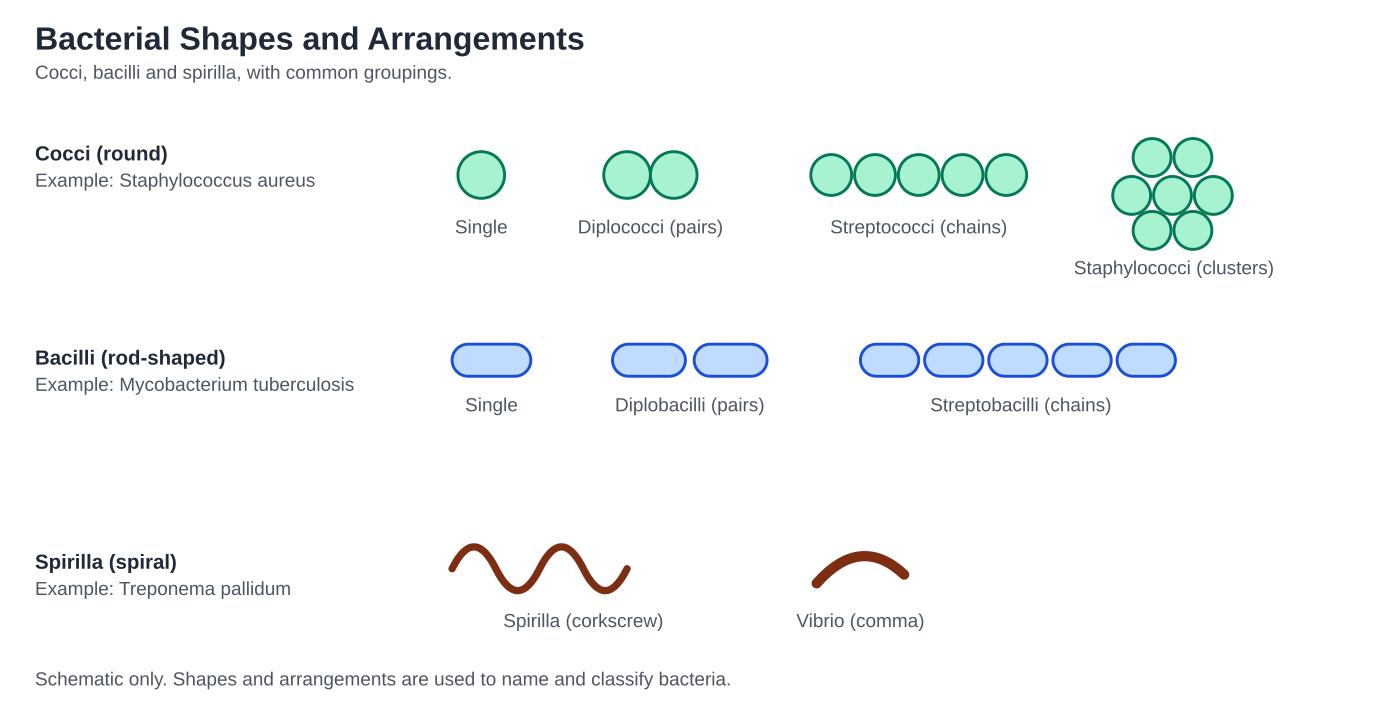 Bacterial Shapes and Arrangements
Cocci, bacilli and spirilla, with common groupings.
Cocci (round)
Example: Staphylococcus aureus
Single
Diplococci (pairs)
Streptococci (chains)
Staphylococci (clusters)
Bacilli (rod-shaped)
Example: Mycobacterium tuberculosis
Single
Diplobacilli (pairs)
Streptobacilli (chains)
Spirilla (spiral)
Example: Treponema pallidum
Spirilla (corkscrew)
Vibrio (comma)
Schematic only. Shapes and arrangements are used to name and classify bacteria.